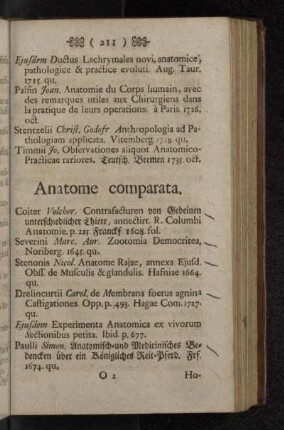 ( 211 )
Ejusdem Ductus Lachrymales novi, anatomice,
pathologice & practice evoluti. Aug. Taur.
1715. qu.
Palfin Joan. Anatomie du Corps humain, avec
des remarques utiles aux Chirurgiens dans
la pratique de leurs operations. à Paris 1726.
oct.
Stentzelii Christ. Godofr Anthropologia ad Pa-
thologiam applicata. Vitemberg 1728. qu.
Timmii Jo. Observationes aliquot Anatomico-
Practicae rariores. Teutsch. Bremen 1735. oct.
Anatome comparata.
Coiter Volcher. Contrafacturen von Gebeinen
unterschiedlicher Thiere, annectirt. R. Columbi
Anatomie. p. 215 Franckf 1608. fol.
Severini Marc. Aur. Zootomia Democritea,
Noriberg. 1645. qu.
Stenonis Nicol. Anatome Rajae, annexa Ejusd.
Obss. de Musculis & glandulis. Hafniae 1664.
qu.
Drelincurtii Carol. de Membrana foetus agnina
Castigationes. Opp. p. 493. Hagae Com. 1727.
qu.
Ejusdem Experimenta Anatomica ex vivorum
Sectionibus petita. Ibid. p. 677.
Paulli Simon. Anatomisch- und Medicinisches Be-
dencken über ein Königliches Reit-Pferd. Frf.
1674. qu.
O 2 Ho-